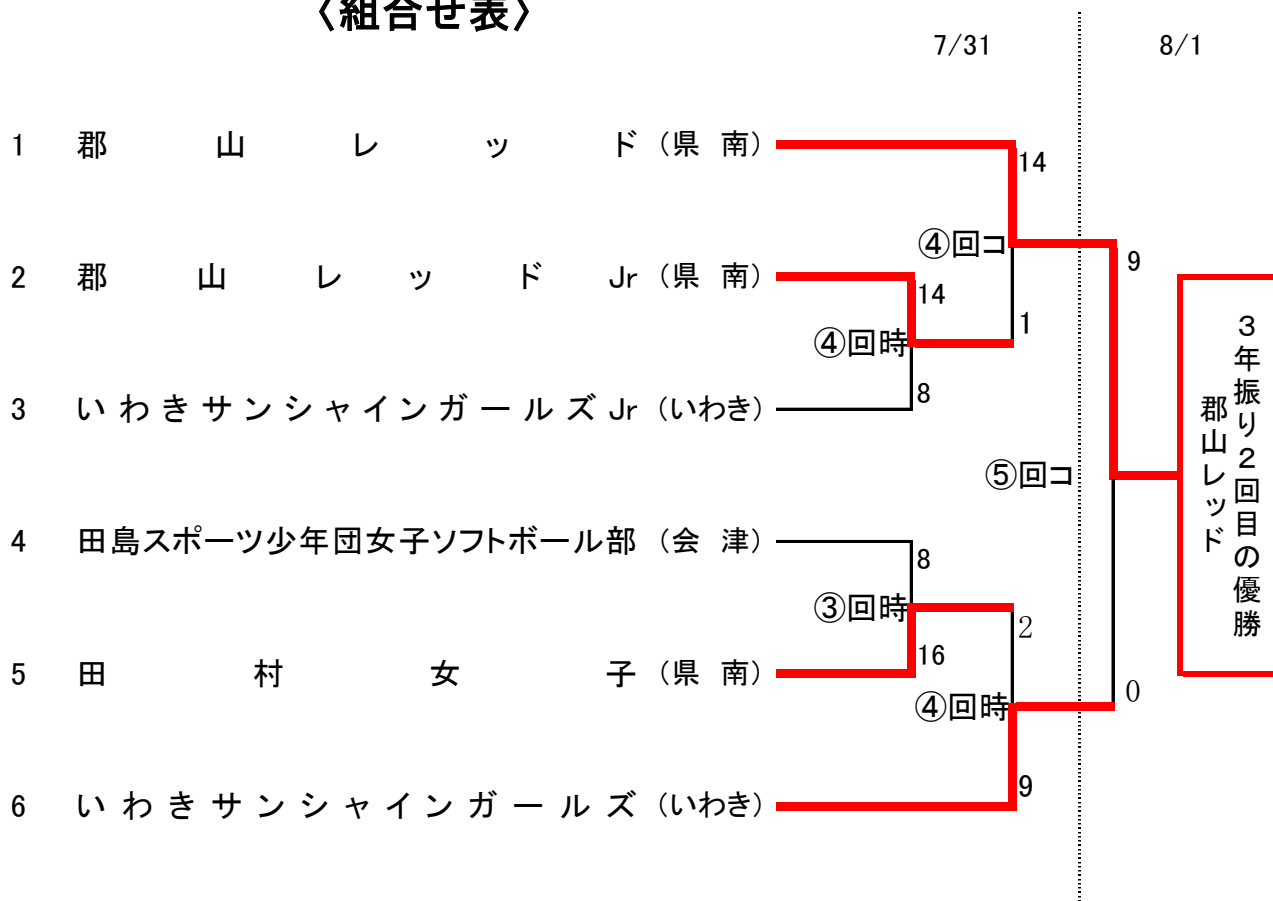 〈組合せ表〉
7/31
8/1
1 郡山レッド（県南）
14
④回コ
9
2 郡山レッドJr（県南）
14
1
④回時
3 いわきサンシャインガールズJr（いわき）
8
3年振り2回目の優勝
郡山レッド
⑤回コ
4 田島スポーツ少年団女子ソフトボール部（会津）
8
③回時
2
5 田村女子（県南）
16
④回時
0
6 いわきサンシャインガールズ（いわき）
9